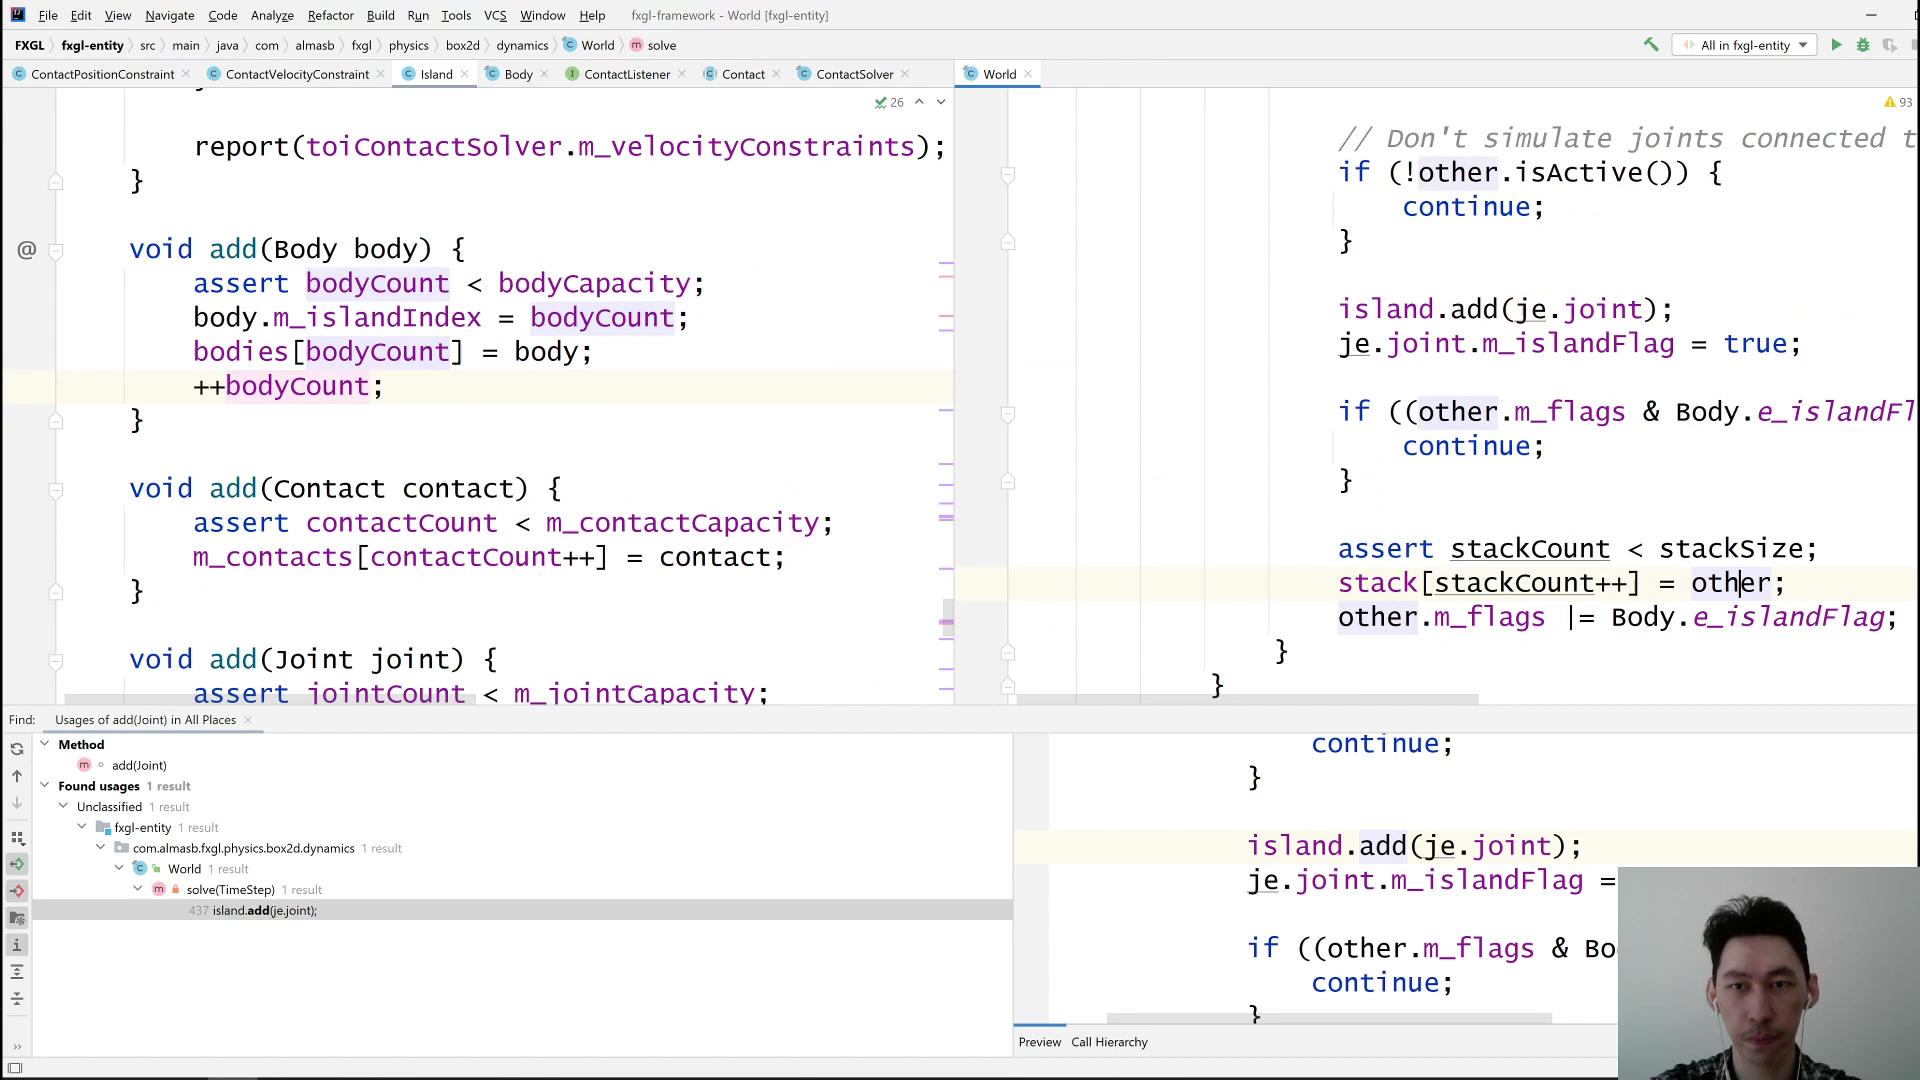 File Edit View Navigate Code Analyze Refactor Build Run Tools VCS Window Help fxgl-framework - World [fxgl-entity]
FXGL fxgl-entity src main java com almasb fxgl physics box2d dynamics World solve
All in fxgl-entity
ContactPositionConstraint ContactVelocityConstraint Island Body ContactListener Contact ContactSolver
26
report(toiContactSolver.m_velocityConstraints);
}
@
void add(Body body) {
assert bodyCount < bodyCapacity;
body.m_islandIndex = bodyCount;
bodies[bodyCount] = body;
++bodyCount;
}
void add(Contact contact) {
assert contactCount < m_contactCapacity;
m_contacts[contactCount++] = contact;
}
void add(Joint joint) {
assert jointCount < m_jointCapacity;
World
93
// Don't simulate joints connected t
if (!other.isActive()) {
continue;
}
island.add(je.joint);
je.joint.m_islandFlag = true;
if ((other.m_flags & Body.e_islandFl
continue;
}
assert stackCount < stackSize;
stack[stackCount++] = other;
other.m_flags |= Body.e_islandFlag;
}
}
Find: Usages of add(Joint) in All Places
Method
add(Joint)
Found usages 1 result
Unclassified 1 result
fxgl-entity 1 result
com.almasb.fxgl.physics.box2d.dynamics 1 result
World 1 result
solve(TimeStep) 1 result
437 island.add(je.joint);
continue;
}
island.add(je.joint);
je.joint.m_islandFlag =
if ((other.m_flags & Bo
continue;
}
Preview Call Hierarchy